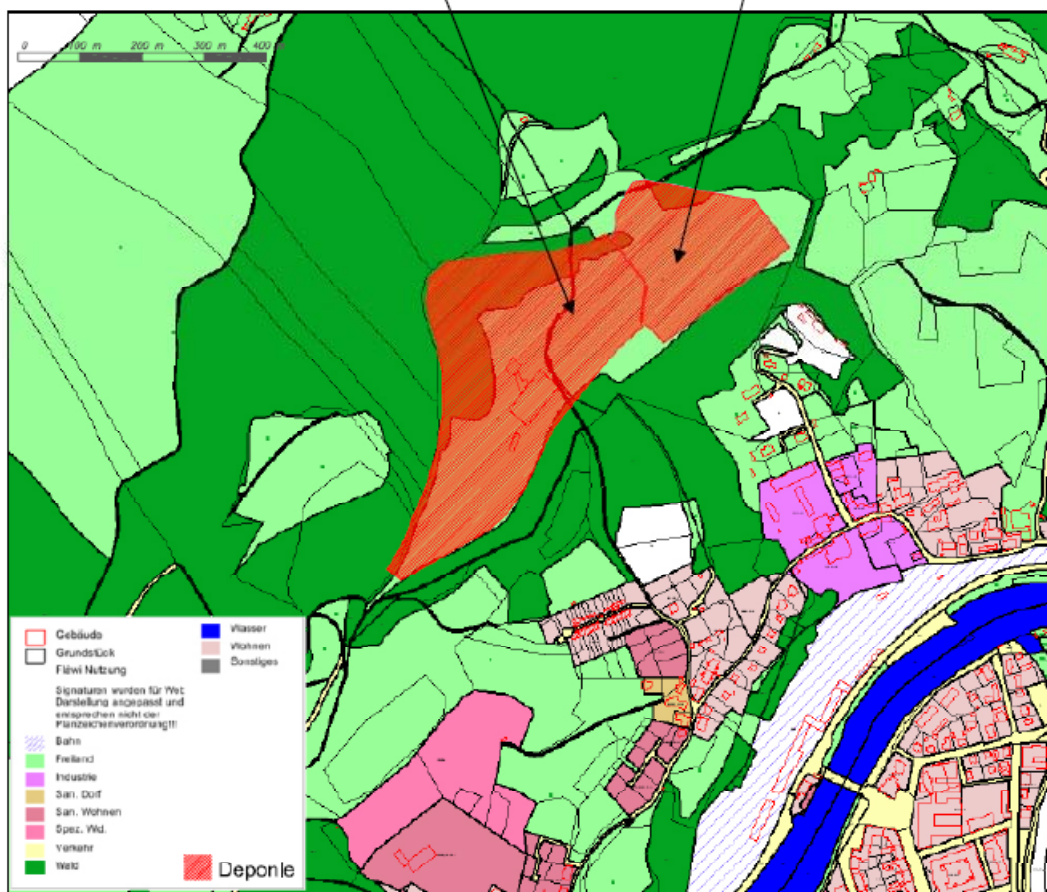 0 100 m 200 m 300 m 400 m
Gebäude
Grundstück
Fläwi Nutzung
Signaturen wurden für Web
Darstellung angepasst und
entsprechen nicht der
Planzeichenverordnung!!!
Bahn
Freiland
Industrie
San. Dorf
San. Wohnen
Spez. Wd.
Verkehr
Wald
Wasser
Wohnen
Sonstiges
Deponie